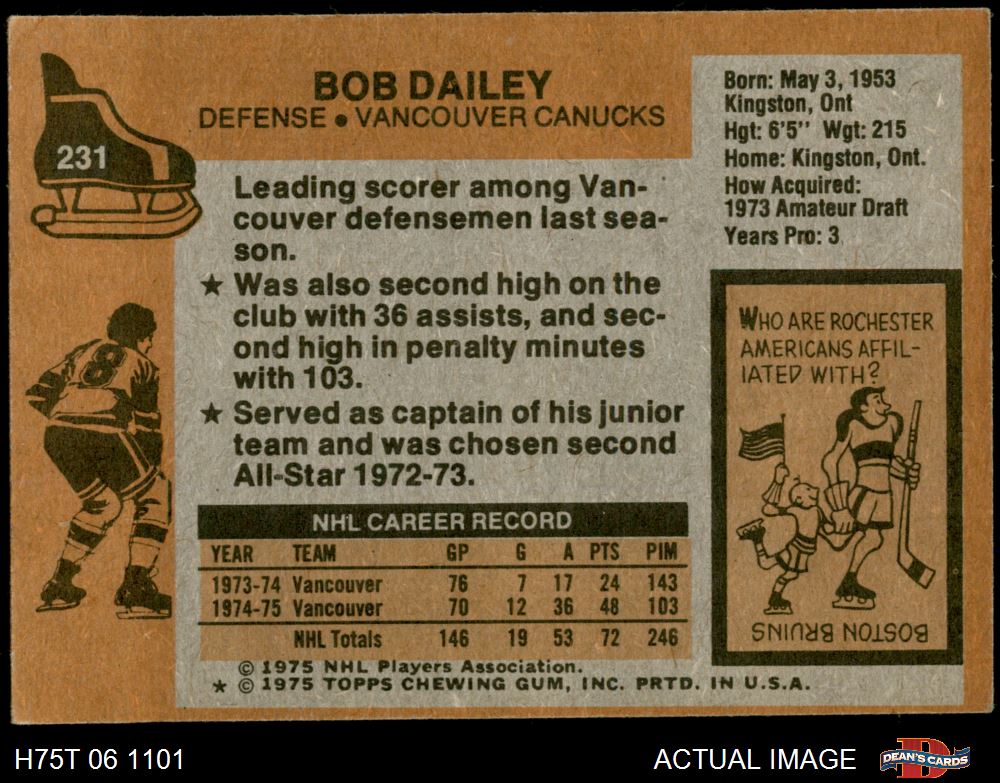 231
BOB DAILEY
DEFENSE • VANCOUVER CANUCKS
Leading scorer among Van-
couver defensemen last sea-
son.
★ Was also second high on the
club with 36 assists, and sec-
ond high in penalty minutes
with 103.
★ Served as captain of his junior
team and was chosen second
All-Star 1972-73.
8
NHL CAREER RECORD
YEAR TEAM GP G A PTS PIM
1973-74 Vancouver 76 7 17 24 143
1974-75 Vancouver 70 12 36 48 103
NHL Totals 146 19 53 72 246
© 1975 NHL Players Association.
★ © 1975 TOPPS CHEWING GUM, INC. PRTD. IN U.S.A.
Born: May 3, 1953
Kingston, Ont
Hgt: 6'5" Wgt: 215
Home: Kingston, Ont.
How Acquired:
1973 Amateur Draft
Years Pro: 3
WHO ARE ROCHESTER
AMERICANS AFFIL-
IATED WITH?
BOSTON BRUINS
H75T 06 1101
ACTUAL IMAGE
DEAN'S CARDS